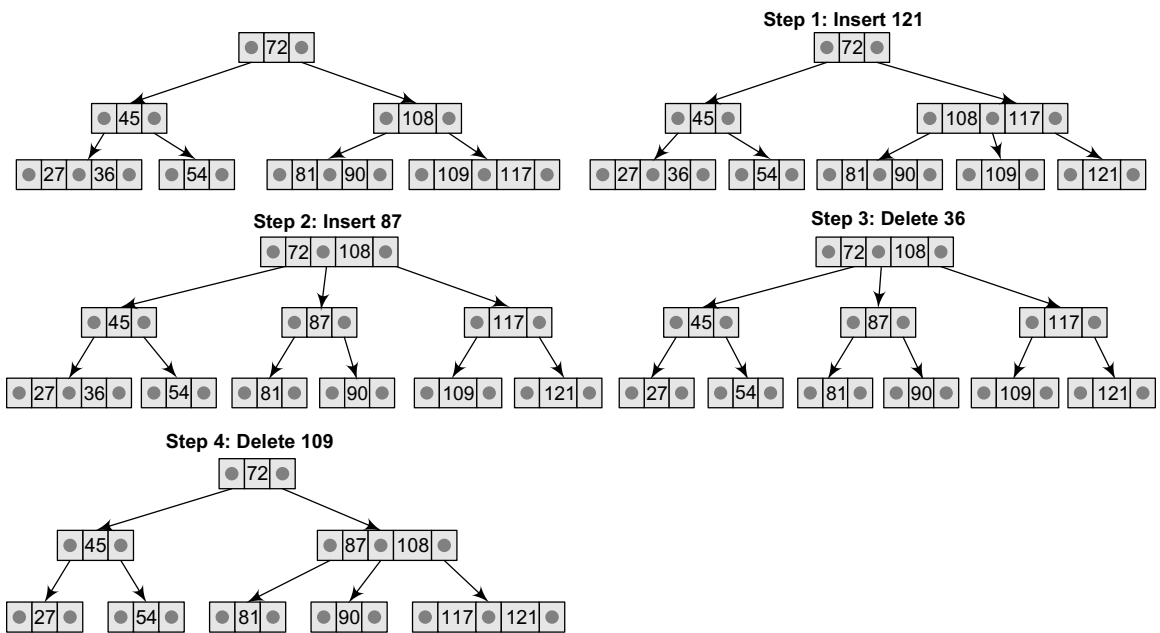 72
45 108
27 36 54 81 90 109 117
Step 1: Insert 121
72
45 108 117
27 36 54 81 90 109 121
Step 2: Insert 87
72 108
45 87 117
27 36 54 81 90 109 121
Step 3: Delete 36
72 108
45 87 117
27 54 81 90 109 121
Step 4: Delete 109
72
45 87 108
27 54 81 90 117 121